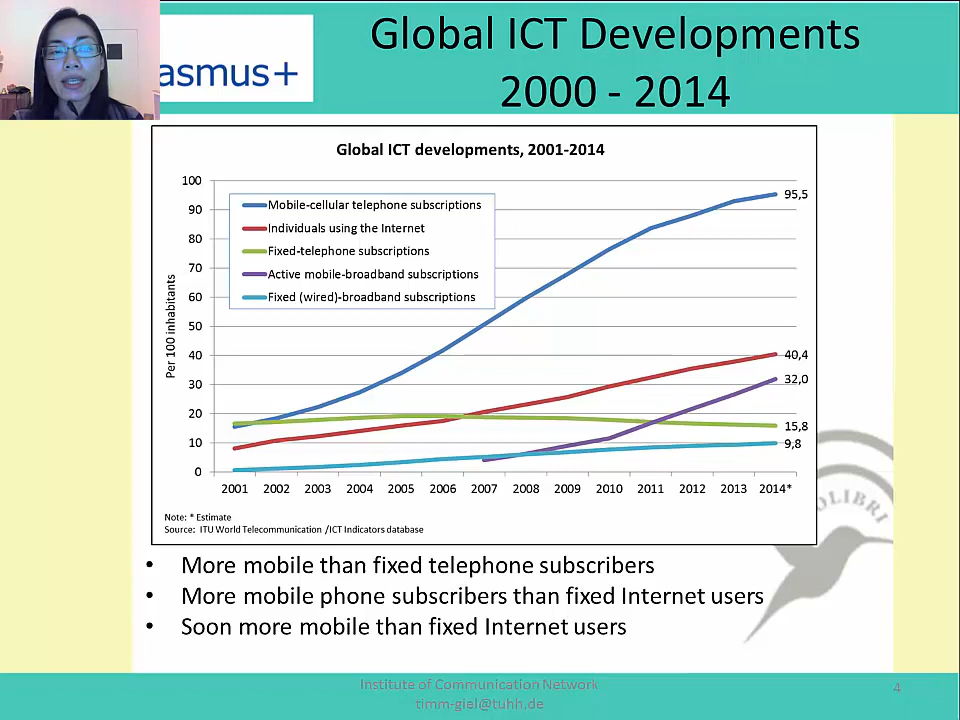 asmus+
Global ICT Developments
2000 - 2014
Global ICT developments, 2001-2014
Per 100 inhabitants
100
90
80
70
60
50
40
30
20
10
0
Mobile-cellular telephone subscriptions
Individuals using the Internet
Fixed-telephone subscriptions
Active mobile-broadband subscriptions
Fixed (wired)-broadband subscriptions
95,5
40,4
32,0
15,8
9,8
2001 2002 2003 2004 2005 2006 2007 2008 2009 2010 2011 2012 2013 2014*
Note: * Estimate
Source: ITU World Telecommunication /ICT Indicators database
OLIBRI
• More mobile than fixed telephone subscribers
• More mobile phone subscribers than fixed Internet users
• Soon more mobile than fixed Internet users
Institute of Communication Network
timm-giel@tuhh.de
4